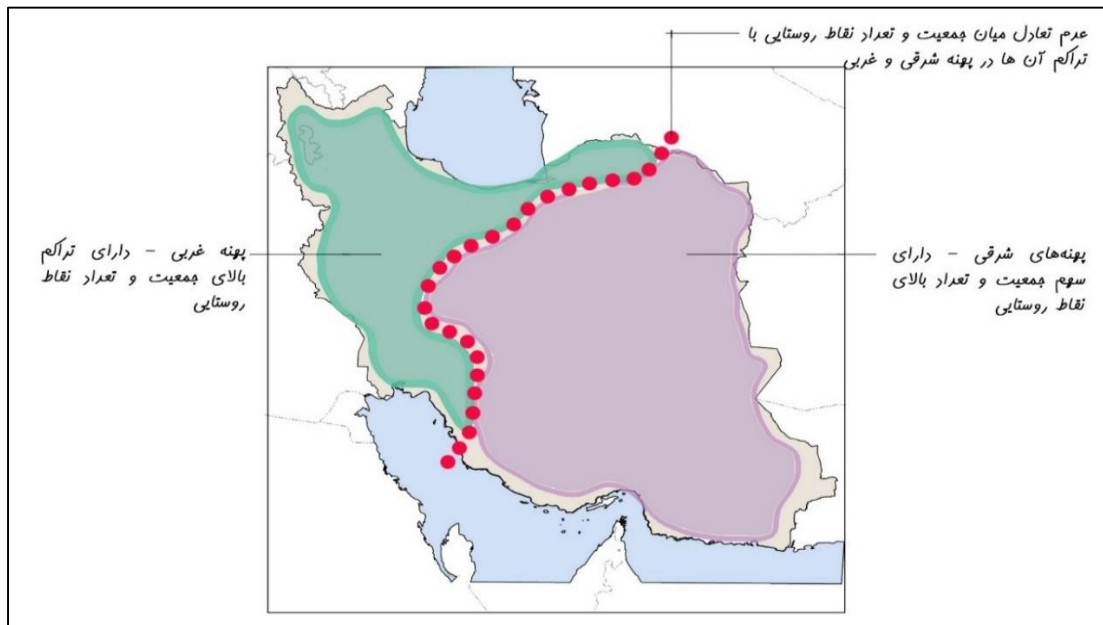 عدم تعادل میان جمعیت و تعداد نقاط روستایی با
تراکم آن ها در پهنه شرقی و غربی
پهنه‌های شرقی – دارای
سهم جمعیت و تعداد بالای
نقاط روستایی
پهنه غربی – دارای تراکم
بالای جمعیت و تعداد نقاط
روستایی